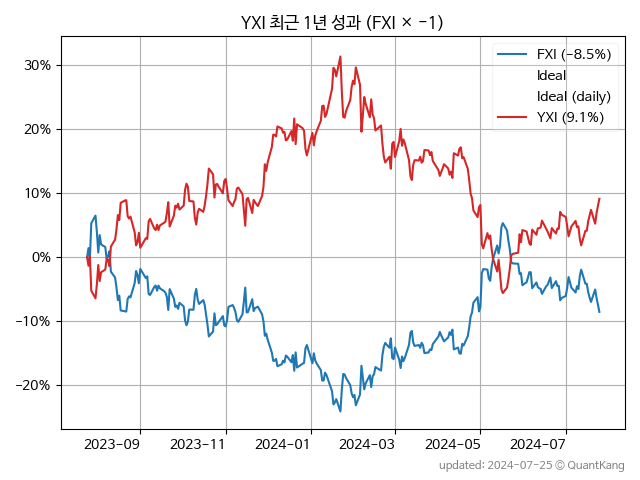 YXI 최근 1년 성과 (FXI × −1)
FXI (−8.5%)
Ideal
Ideal (daily)
YXI (9.1%)
30%
20%
10%
0%
−10%
−20%
2023−09
2023−11
2024−01
2024−03
2024−05
2024−07
updated: 2024-07-25 © QuantKang